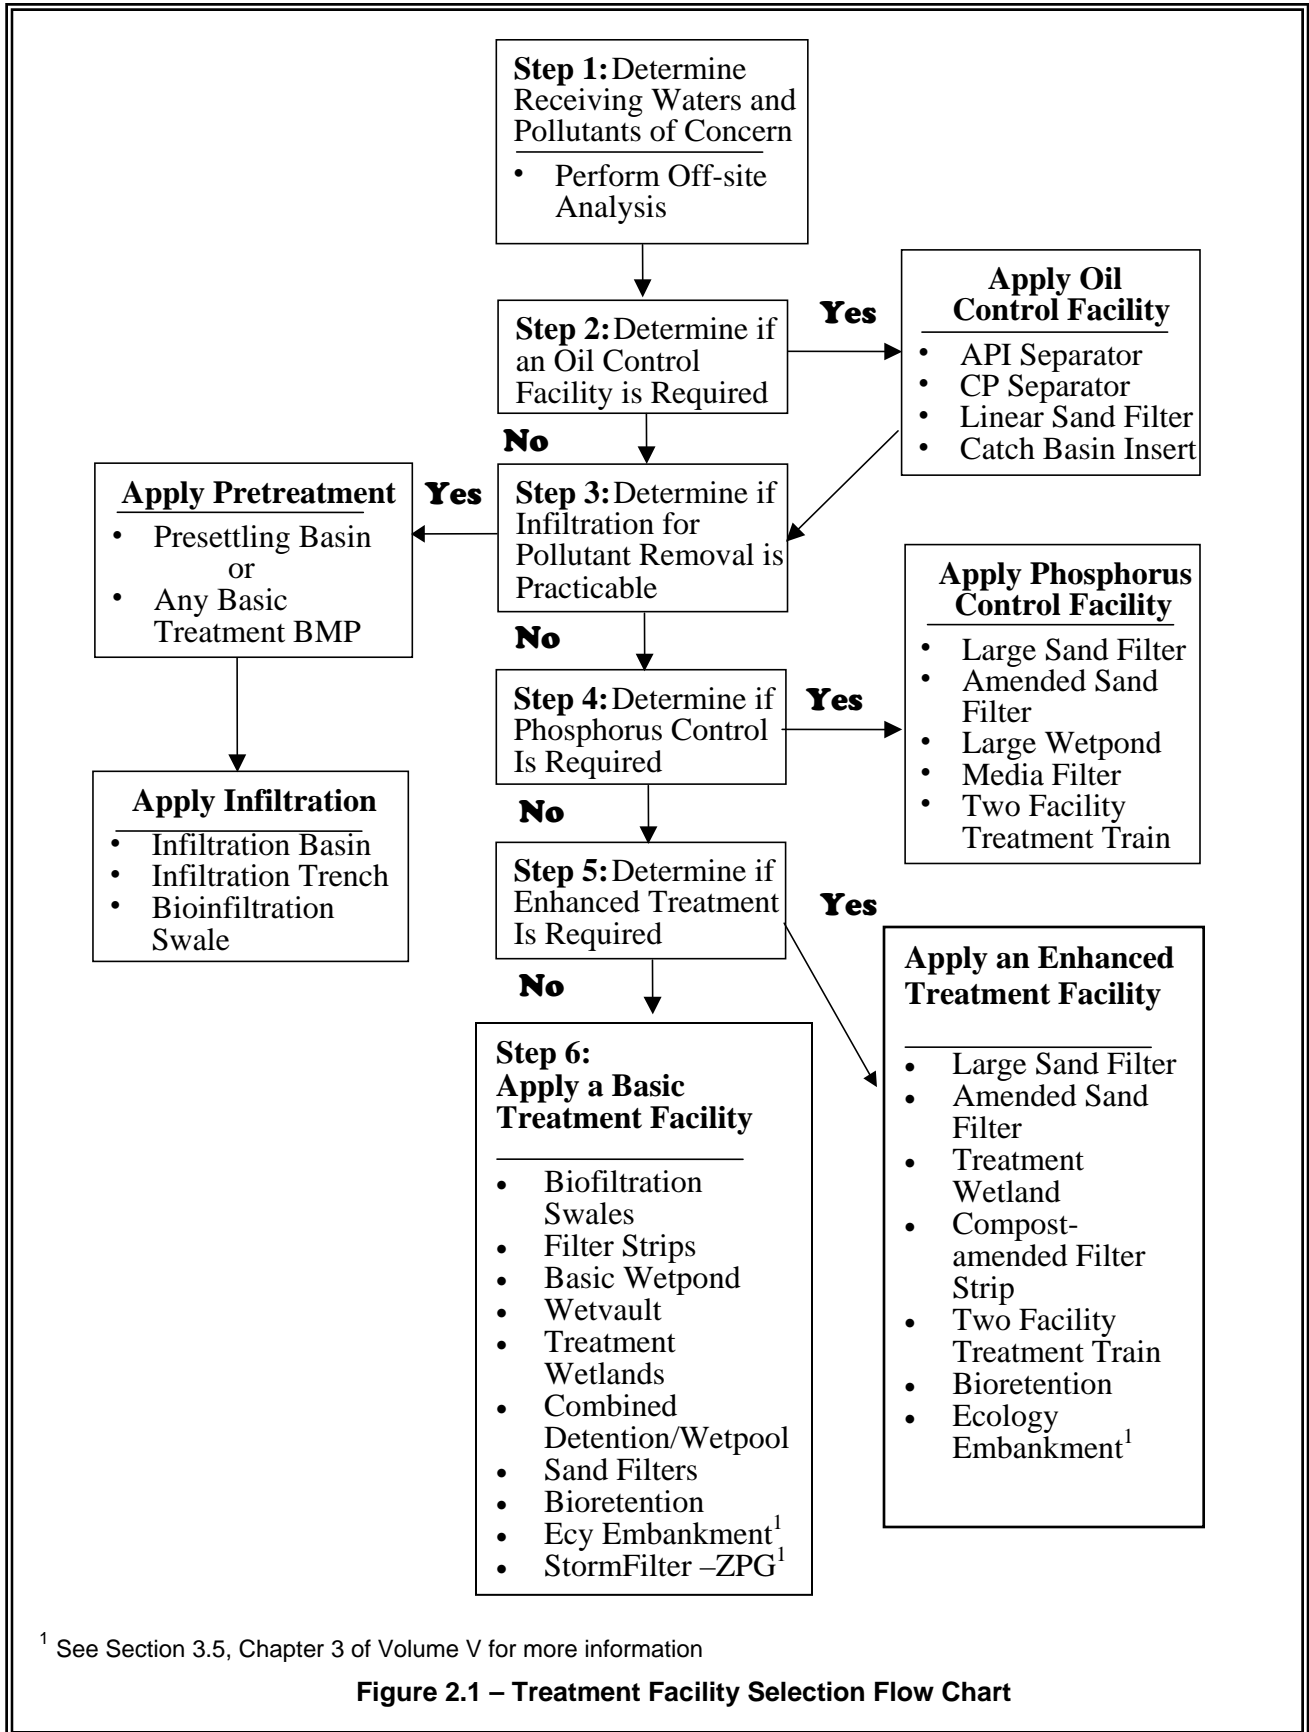 Step 1: Determine
Receiving Waters and
Pollutants of Concern
• Perform Off-site
Analysis
Step 2: Determine if
an Oil Control
Facility is Required
Yes
Apply Oil
Control Facility
• API Separator
• CP Separator
• Linear Sand Filter
• Catch Basin Insert
No
Step 3: Determine if
Infiltration for
Pollutant Removal is
Practicable
Yes
Apply Pretreatment
• Presettling Basin
or
• Any Basic
Treatment BMP
Apply Infiltration
• Infiltration Basin
• Infiltration Trench
• Bioinfiltration
Swale
No
Step 4: Determine if
Phosphorus Control
Is Required
Yes
Apply Phosphorus
Control Facility
• Large Sand Filter
• Amended Sand
Filter
• Large Wetpond
• Media Filter
• Two Facility
Treatment Train
No
Step 5: Determine if
Enhanced Treatment
Is Required
Yes
Apply an Enhanced
Treatment Facility
• Large Sand Filter
• Amended Sand
Filter
• Treatment
Wetland
• Compost-
amended Filter
Strip
• Two Facility
Treatment Train
• Bioretention
• Ecology
Embankment¹
No
Step 6:
Apply a Basic
Treatment Facility
• Biofiltration
Swales
• Filter Strips
• Basic Wetpond
• Wetvault
• Treatment
Wetlands
• Combined
Detention/Wetpool
• Sand Filters
• Bioretention
• Ecy Embankment¹
• StormFilter –ZPG¹
¹ See Section 3.5, Chapter 3 of Volume V for more information
Figure 2.1 – Treatment Facility Selection Flow Chart